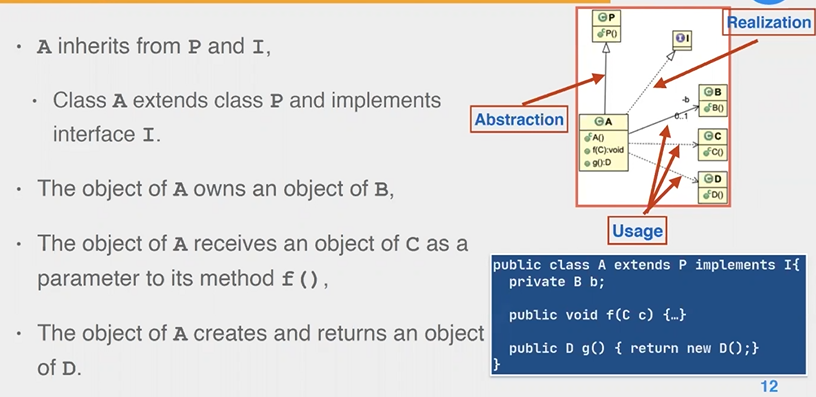 • A inherits from P and I,
• Class A extends class P and implements
interface I.
• The object of A owns an object of B,
• The object of A receives an object of C as a
parameter to its method f(),
• The object of A creates and returns an object
of D.
Realization
Abstraction
Usage
C P
P()
I I
C A
A()
f(C):void
g():D
-b
0..1
C B
B()
C C
C()
C D
D()
public class A extends P implements I{
private B b;
public void f(C c) {…}
public D g() { return new D();}
}
12